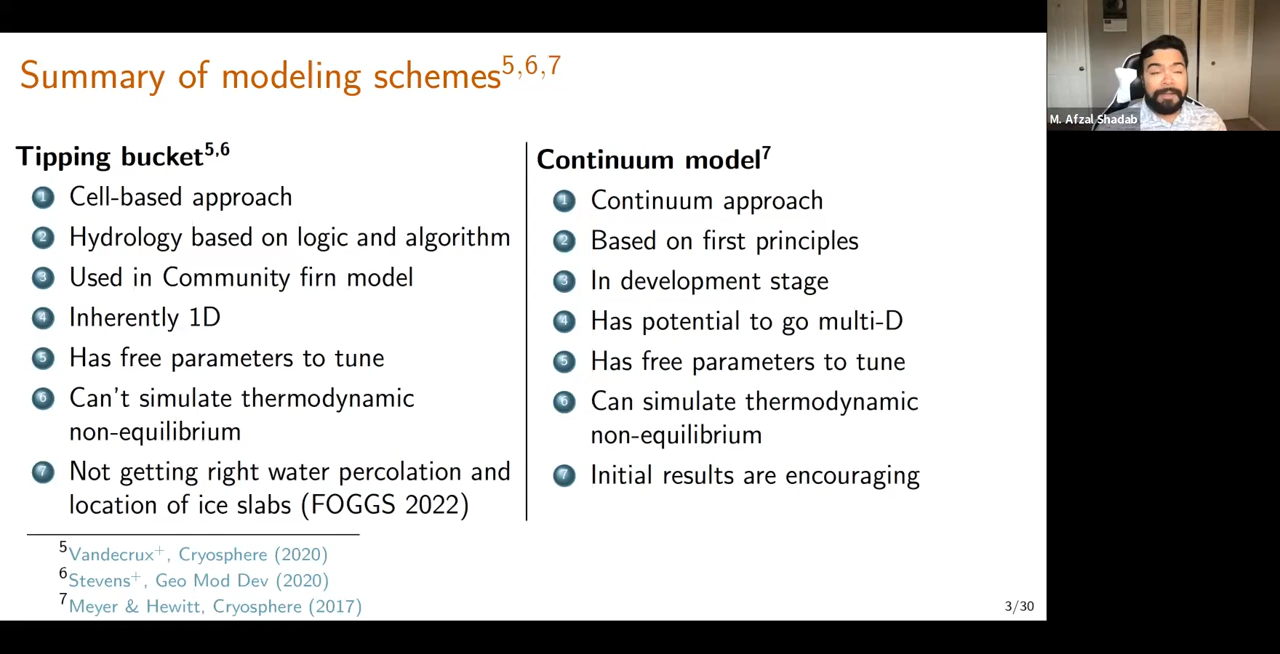 Summary of modeling schemes5,6,7
Tipping bucket5,6
1 Cell-based approach
2 Hydrology based on logic and algorithm
3 Used in Community firn model
4 Inherently 1D
5 Has free parameters to tune
6 Can't simulate thermodynamic
non-equilibrium
7 Not getting right water percolation and
location of ice slabs (FOGGS 2022)
Continuum model7
1 Continuum approach
2 Based on first principles
3 In development stage
4 Has potential to go multi-D
5 Has free parameters to tune
6 Can simulate thermodynamic
non-equilibrium
7 Initial results are encouraging
5Vandecrux+, Cryosphere (2020)
6Stevens+, Geo Mod Dev (2020)
7Meyer & Hewitt, Cryosphere (2017)
3/30
M. Afzal Shadab